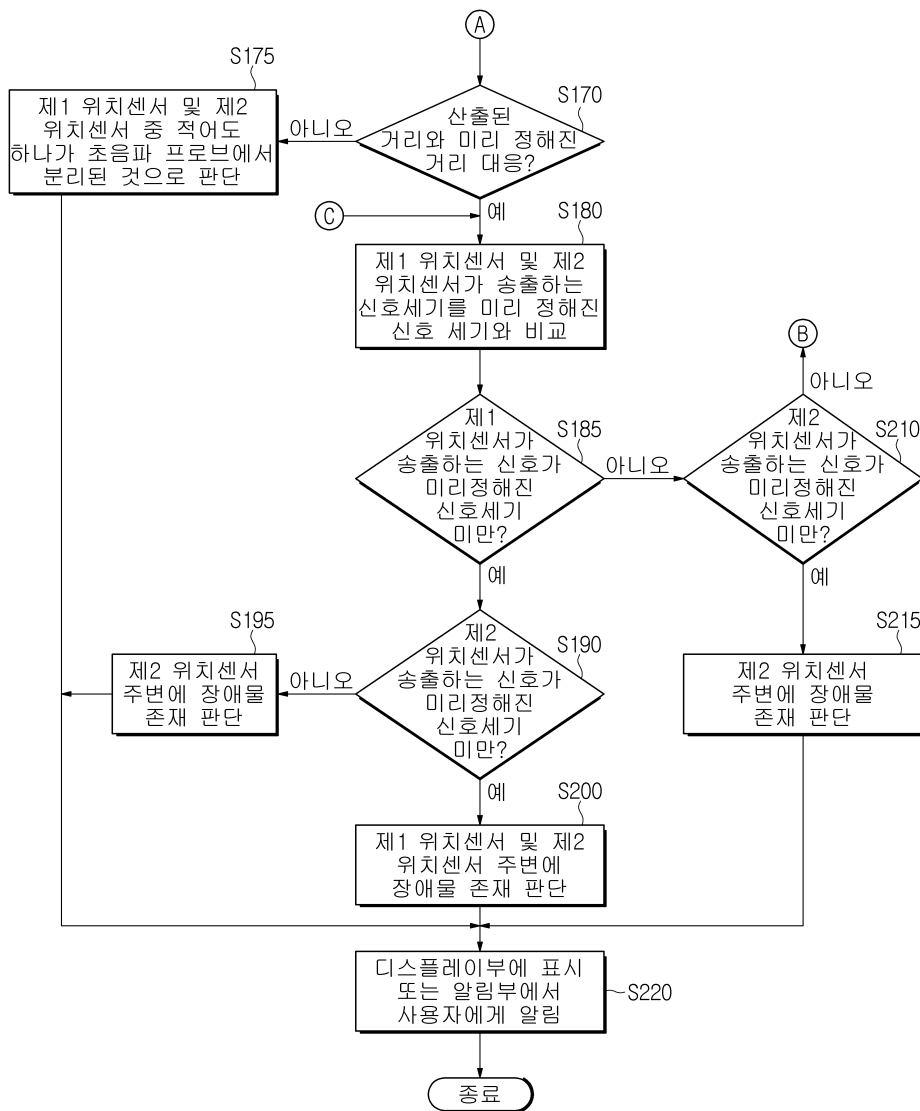 A
S175
제1 위치센서 및 제2
위치센서 중 적어도
하나가 초음파 프로브에서
분리된 것으로 판단
아니오
S170
산출된
거리와 미리 정해진
거리 대응?
예
C
S180
제1 위치센서 및 제2
위치센서가 송출하는
신호세기를 미리 정해진
신호 세기와 비교
B
아니오
S185
제1
위치센서가
송출하는 신호가
미리정해진
신호세기
미만?
아니오
예
S210
제2
위치센서가
송출하는 신호가
미리정해진
신호세기
미만?
예
S195
제2 위치센서
주변에 장애물
존재 판단
아니오
S190
제2
위치센서가
송출하는 신호가
미리정해진
신호세기
미만?
예
S215
제2 위치센서
주변에 장애물
존재 판단
S200
제1 위치센서 및 제2
위치센서 주변에
장애물 존재 판단
디스플레이부에 표시
또는 알림부에서
사용자에게 알림
S220
종료